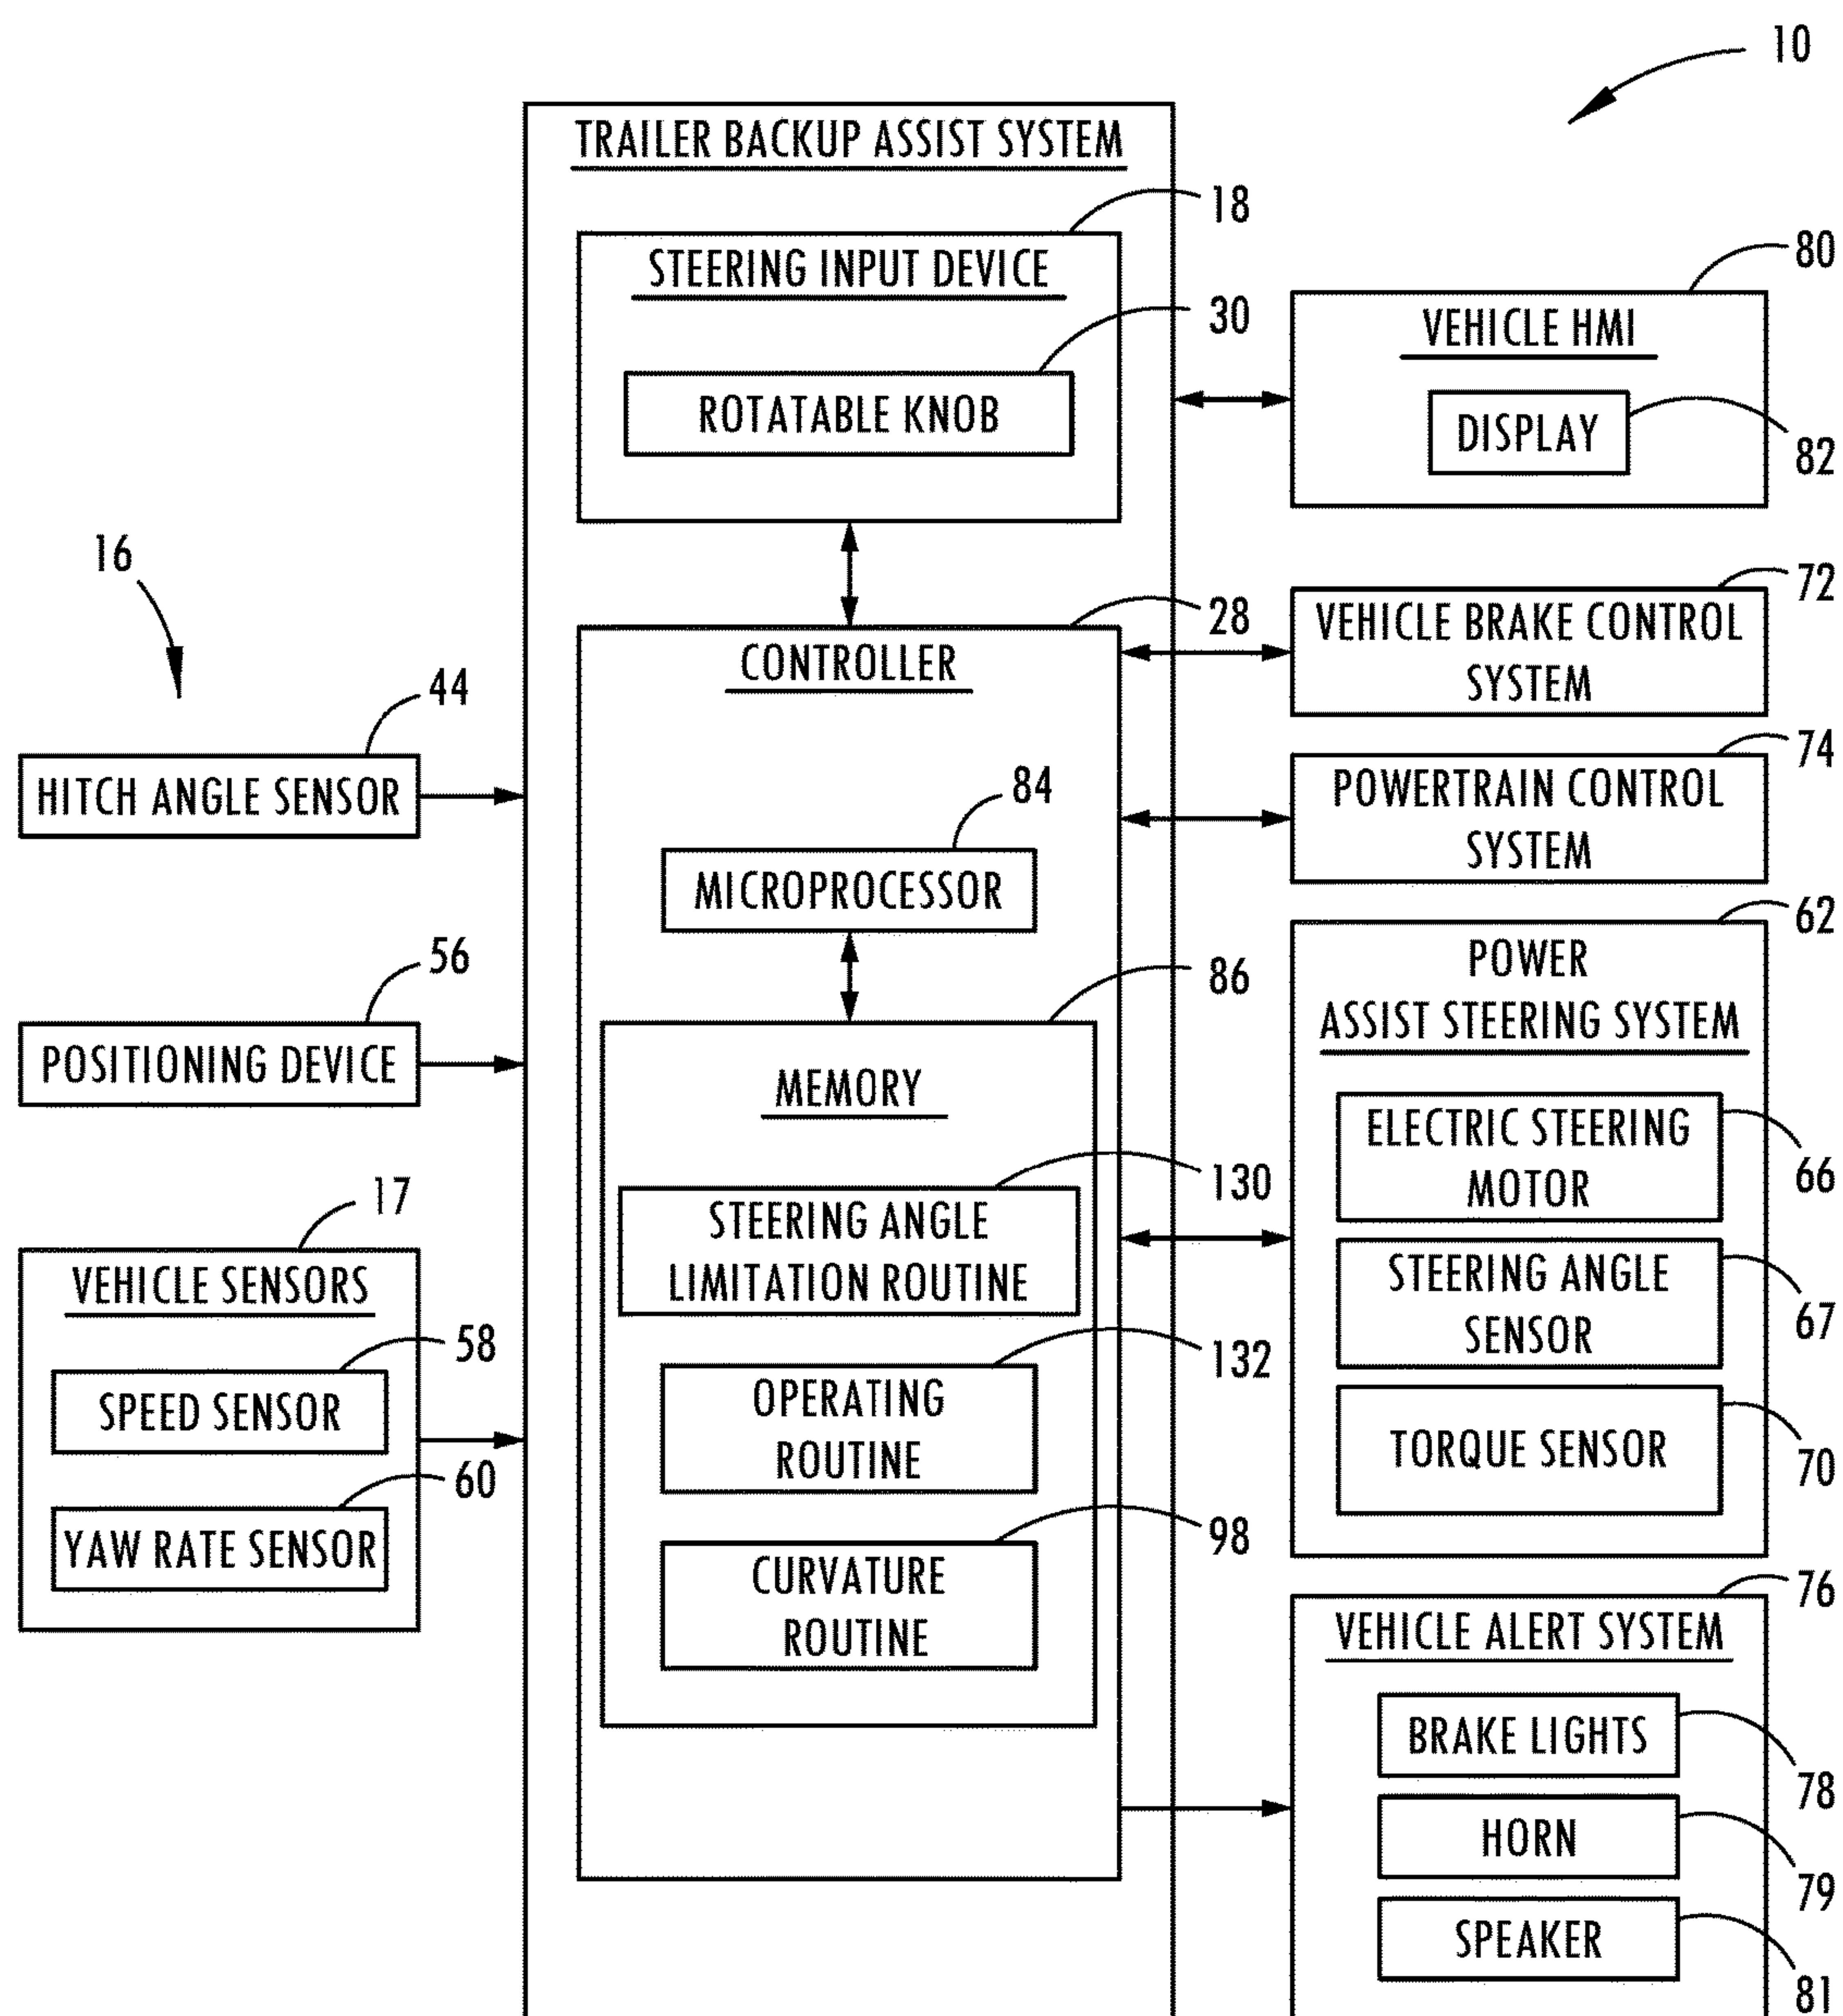 10
TRAILER BACKUP ASSIST SYSTEM
18
STEERING INPUT DEVICE
30
ROTATABLE KNOB
80
VEHICLE HMI
DISPLAY
82
16
28
CONTROLLER
72
VEHICLE BRAKE CONTROL
SYSTEM
44
HITCH ANGLE SENSOR
84
MICROPROCESSOR
74
POWERTRAIN CONTROL
SYSTEM
56
POSITIONING DEVICE
86
MEMORY
62
POWER
ASSIST STEERING SYSTEM
ELECTRIC STEERING
MOTOR
66
17
VEHICLE SENSORS
58
SPEED SENSOR
60
YAW RATE SENSOR
130
STEERING ANGLE
LIMITATION ROUTINE
132
OPERATING
ROUTINE
98
CURVATURE
ROUTINE
STEERING ANGLE
SENSOR
67
TORQUE SENSOR
70
76
VEHICLE ALERT SYSTEM
BRAKE LIGHTS
78
HORN
79
SPEAKER
81